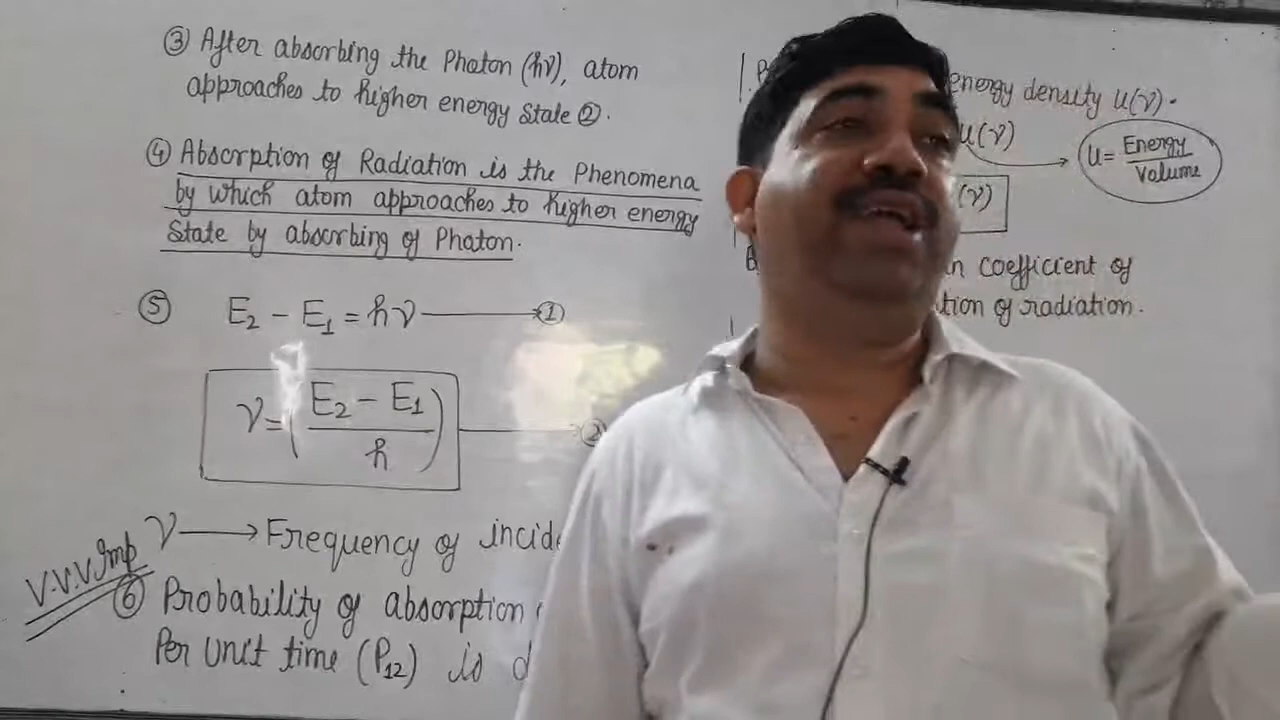 ③ After absorbing the Photon (hν), atom
approaches to higher energy state ②.
④ Absorption of Radiation is the Phenomena
by which atom approaches to higher energy
State by absorbing of Photon.
⑤ E₂ - E₁ = hν → ①
ν = ( E₂ - E₁ / h ) → ②
ν → Frequency of
V.V.V Imp
⑥ Probability of absorption
Per Unit time (P₁₂) is
energy density u(ν).
u(ν) → u = Energy / Volume
(ν)
coefficient of
of radiation.